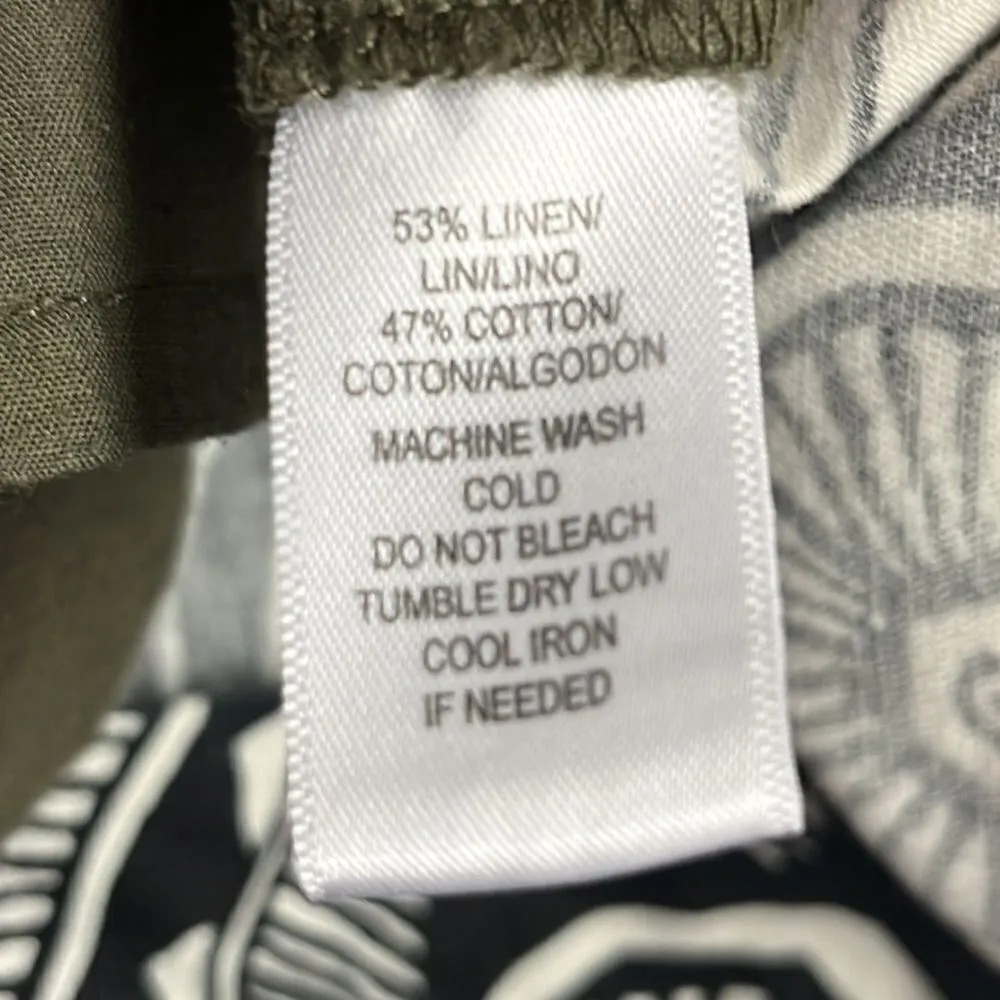 53% LINEN/
LIN/LINO
47% COTTON/
COTON/ALGODÓN
MACHINE WASH
COLD
DO NOT BLEACH
TUMBLE DRY LOW
COOL IRON
IF NEEDED